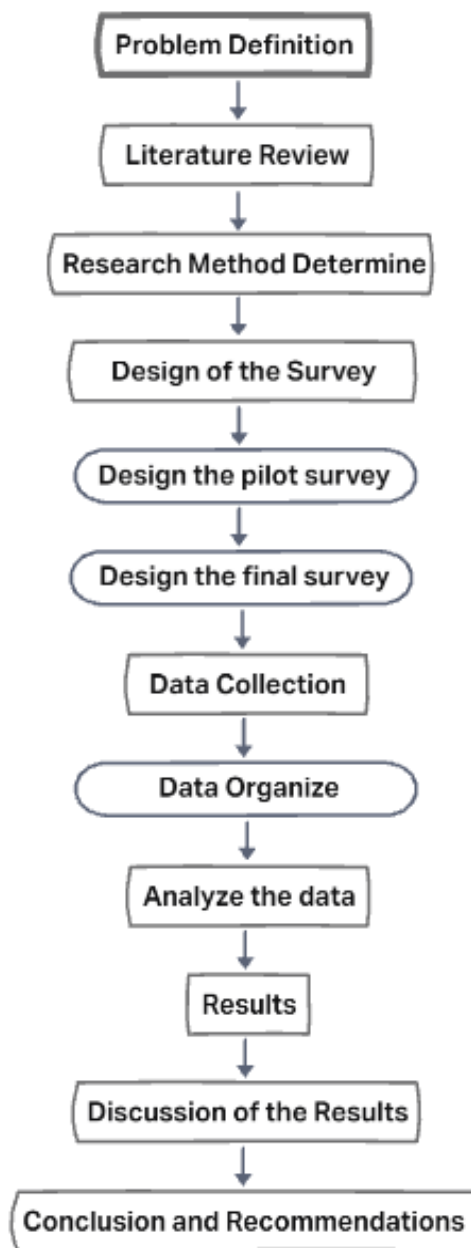 Problem Definition
Literature Review
Research Method Determine
Design of the Survey
Design the pilot survey
Design the final survey
Data Collection
Data Organize
Analyze the data
Results
Discussion of the Results
Conclusion and Recommendations